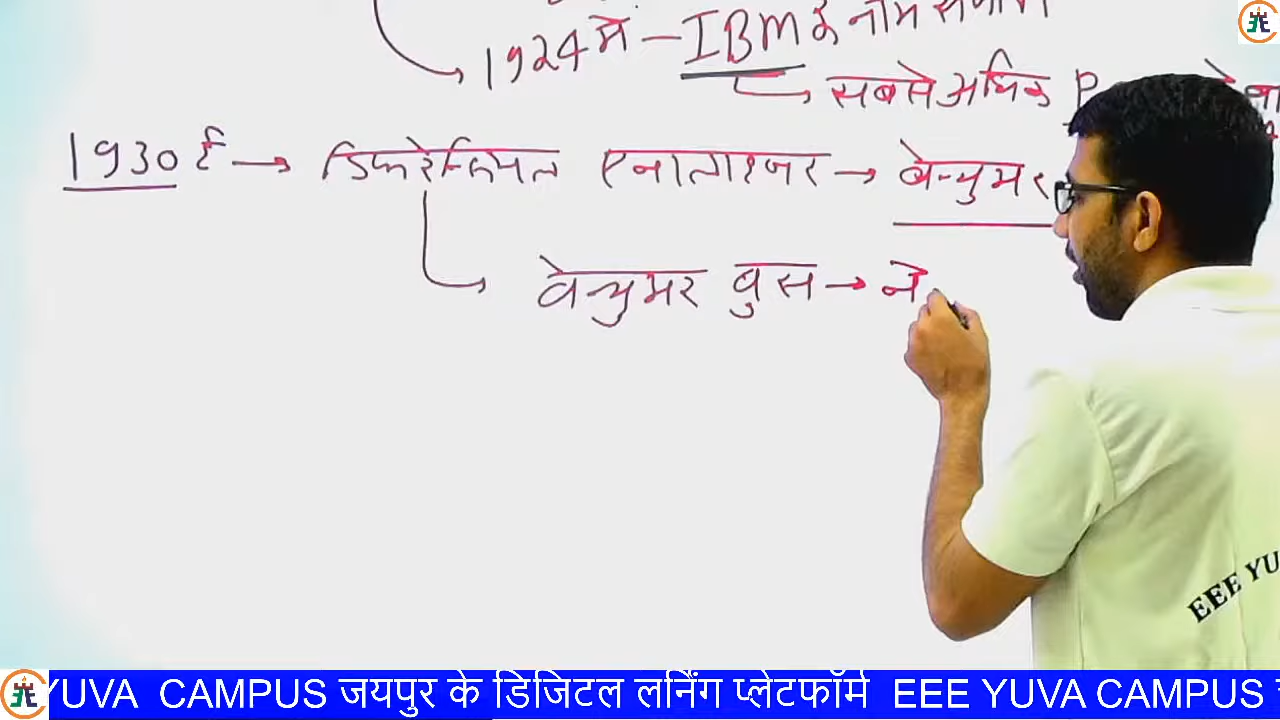 1924 में — IBM के नाम
सबसे अधिक P
1930 ई → डिफरेन्सियल एनालाइजर → वेन्युमर
वेन्युमर बुस → ने
EEE YU
YUVA CAMPUS जयपुर के डिजिटल लर्निंग प्लेटफॉर्म EEE YUVA CAMPUS